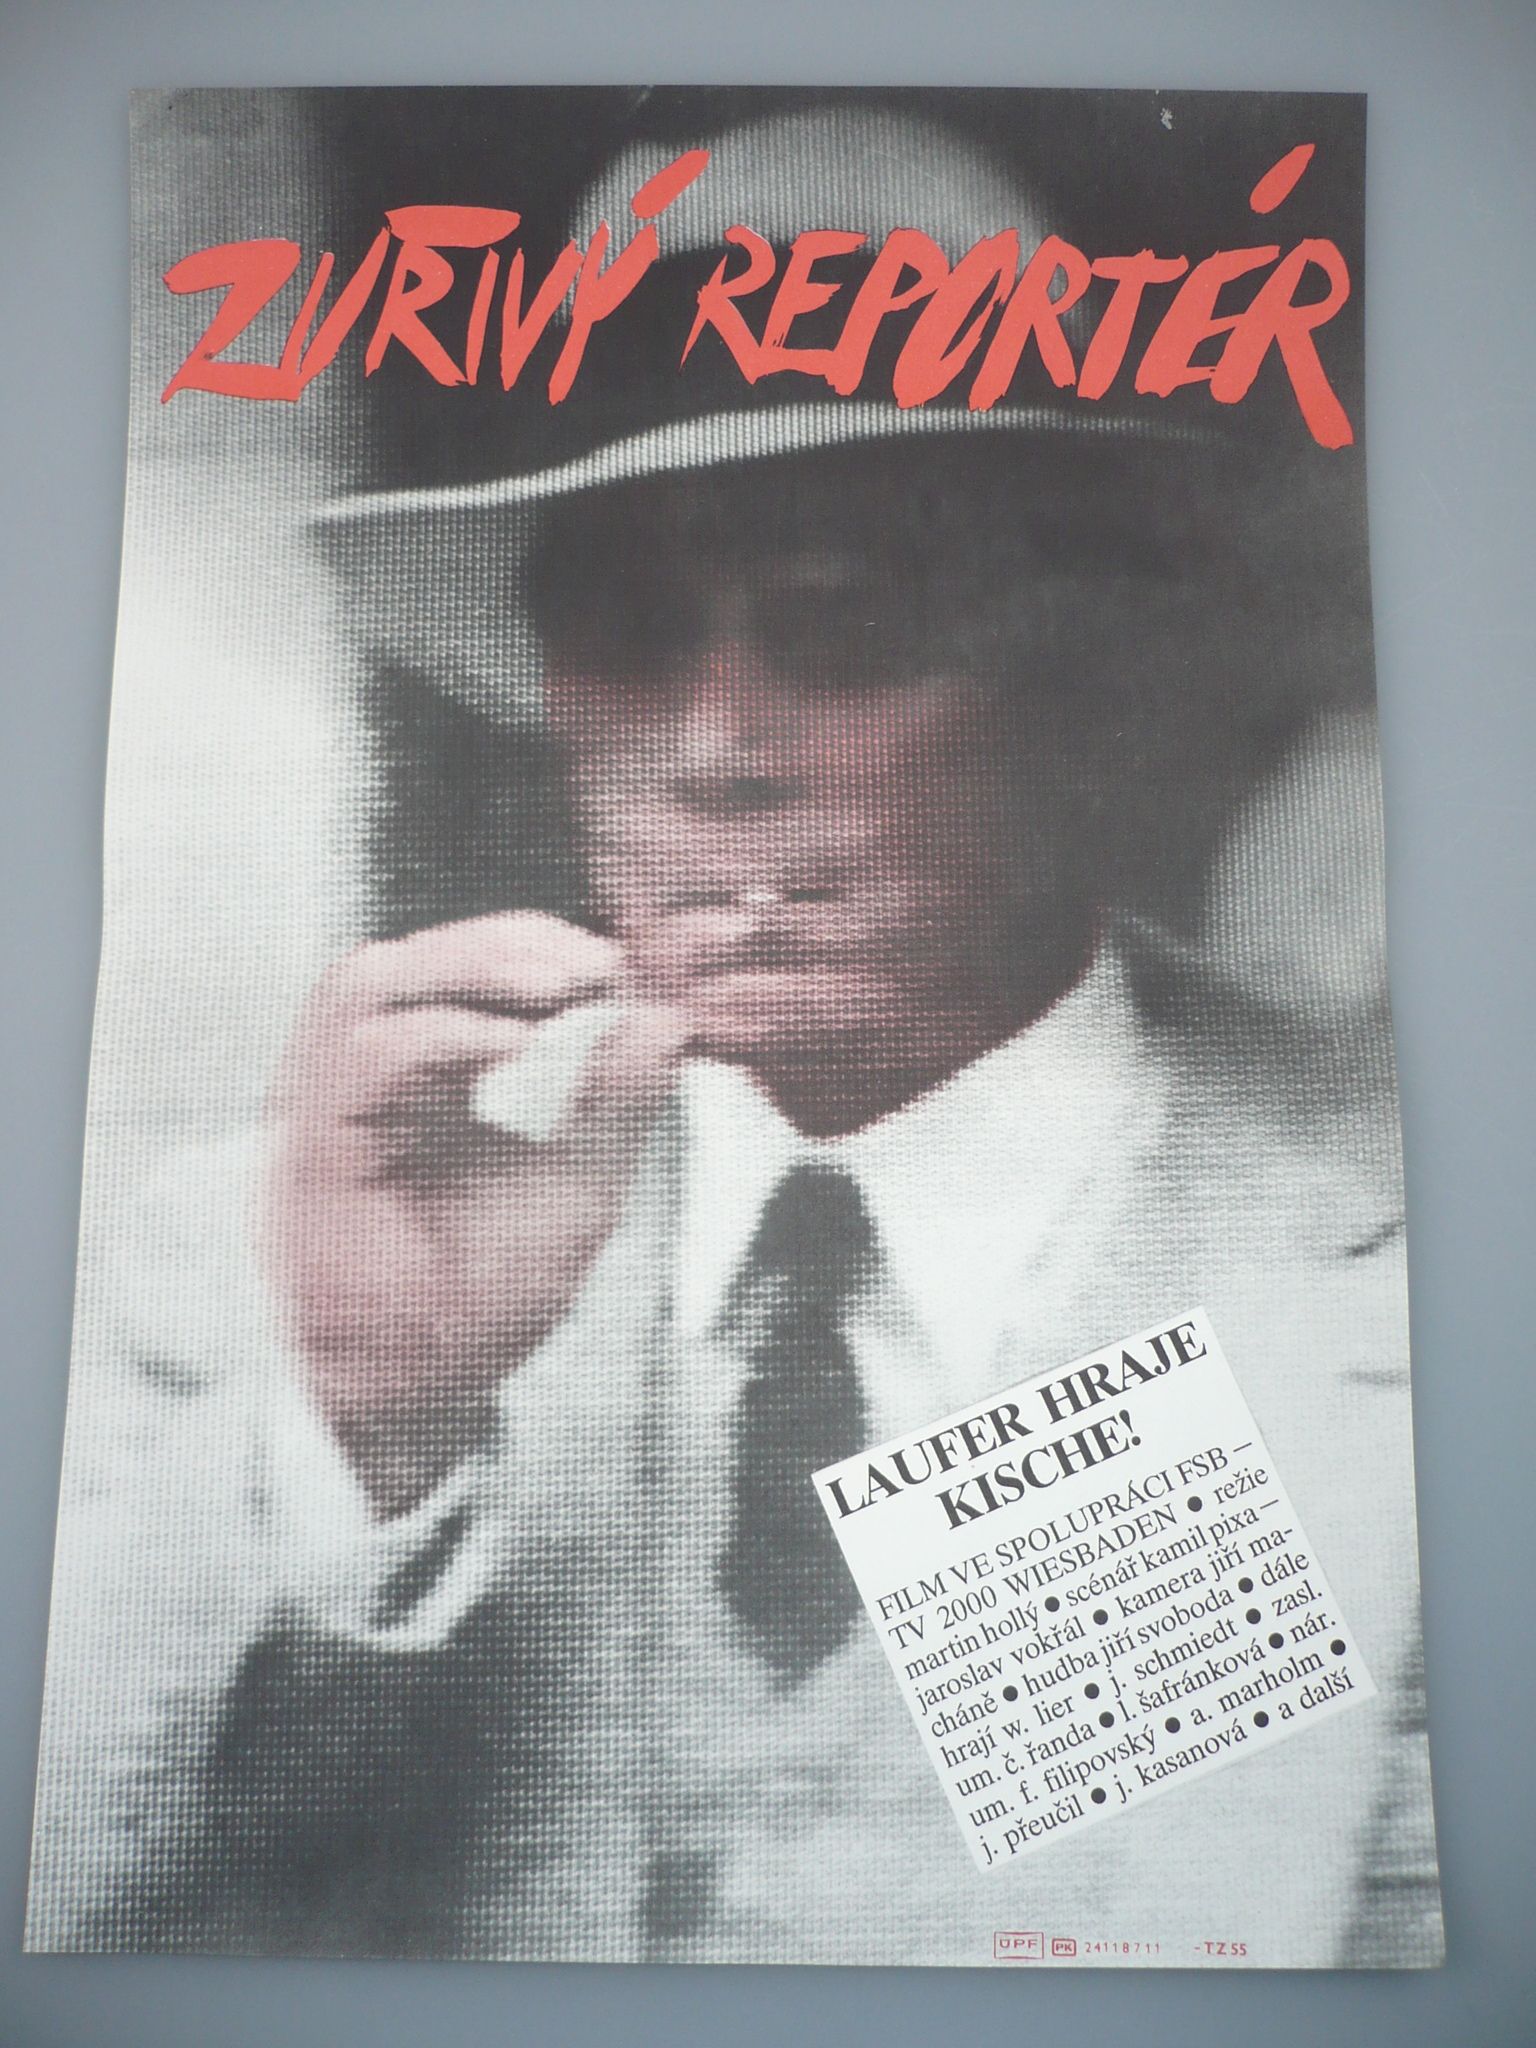 ZUŘIVÝ REPORTÉR
LAUFER HRAJE
KISCHE!
FILM VE SPOLUPRÁCI FSB –
TV 2000 WIESBADEN ● režie
martin hollý ● scénář kamil pixa –
jaroslav vokřál ● kamera jiří ma-
cháně ● hudba jiří svoboda ● dále
hrají w. lier ● j. schmiedt ● zasl.
um. č. řanda ● l. šafránková ● nár.
um. f. filipovský ● a. marholm ●
j. přeučil ● j. kasanová ● a další
ÚPF PK 24118711 - TZ 55